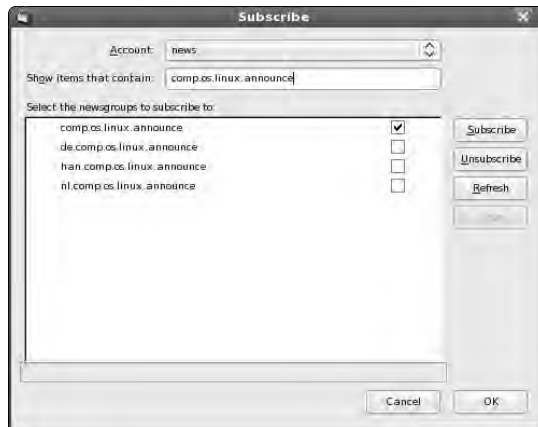 Subscribe
Account: news
Show items that contain: comp.os.linux.announce
Select the newsgroups to subscribe to:
comp.os.linux.announce
de.comp.os.linux.announce
han.comp.os.linux.announce
nl.comp.os.linux.announce
Subscribe
Unsubscribe
Refresh
Cancel
OK